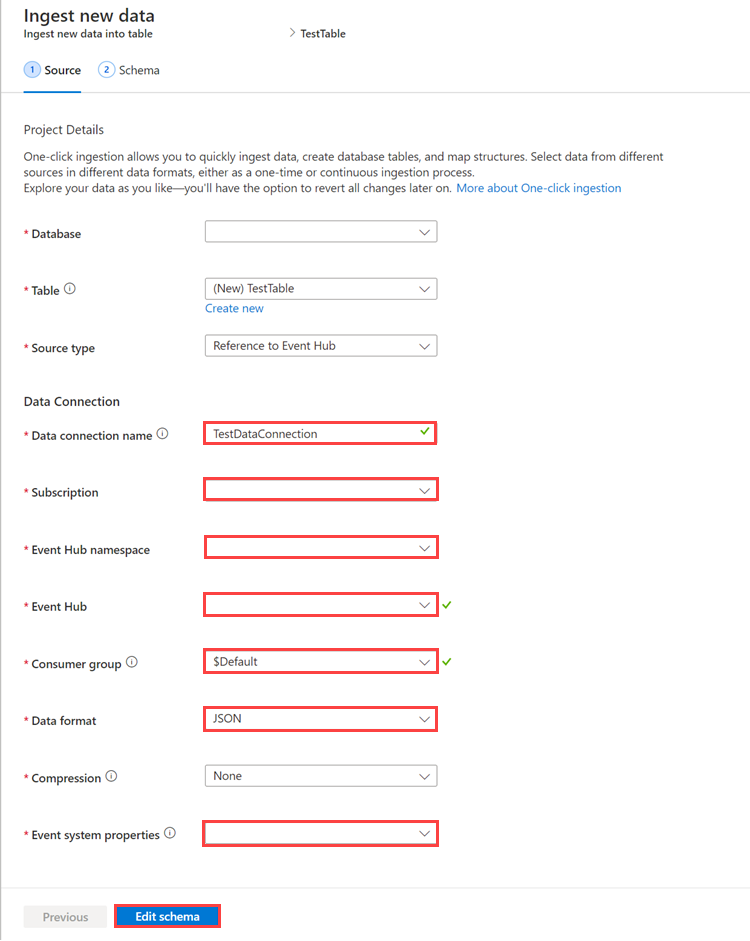 Ingest new data
Ingest new data into table > TestTable
1 Source 2 Schema
Project Details
One-click ingestion allows you to quickly ingest data, create database tables, and map structures. Select data from different
sources in different data formats, either as a one-time or continuous ingestion process.
Explore your data as you like—you'll have the option to revert all changes later on. More about One-click ingestion
* Database
* Table (New) TestTable
Create new
* Source type Reference to Event Hub
Data Connection
* Data connection name TestDataConnection
* Subscription
* Event Hub namespace
* Event Hub
* Consumer group $Default
* Data format JSON
* Compression None
* Event system properties
Previous Edit schema